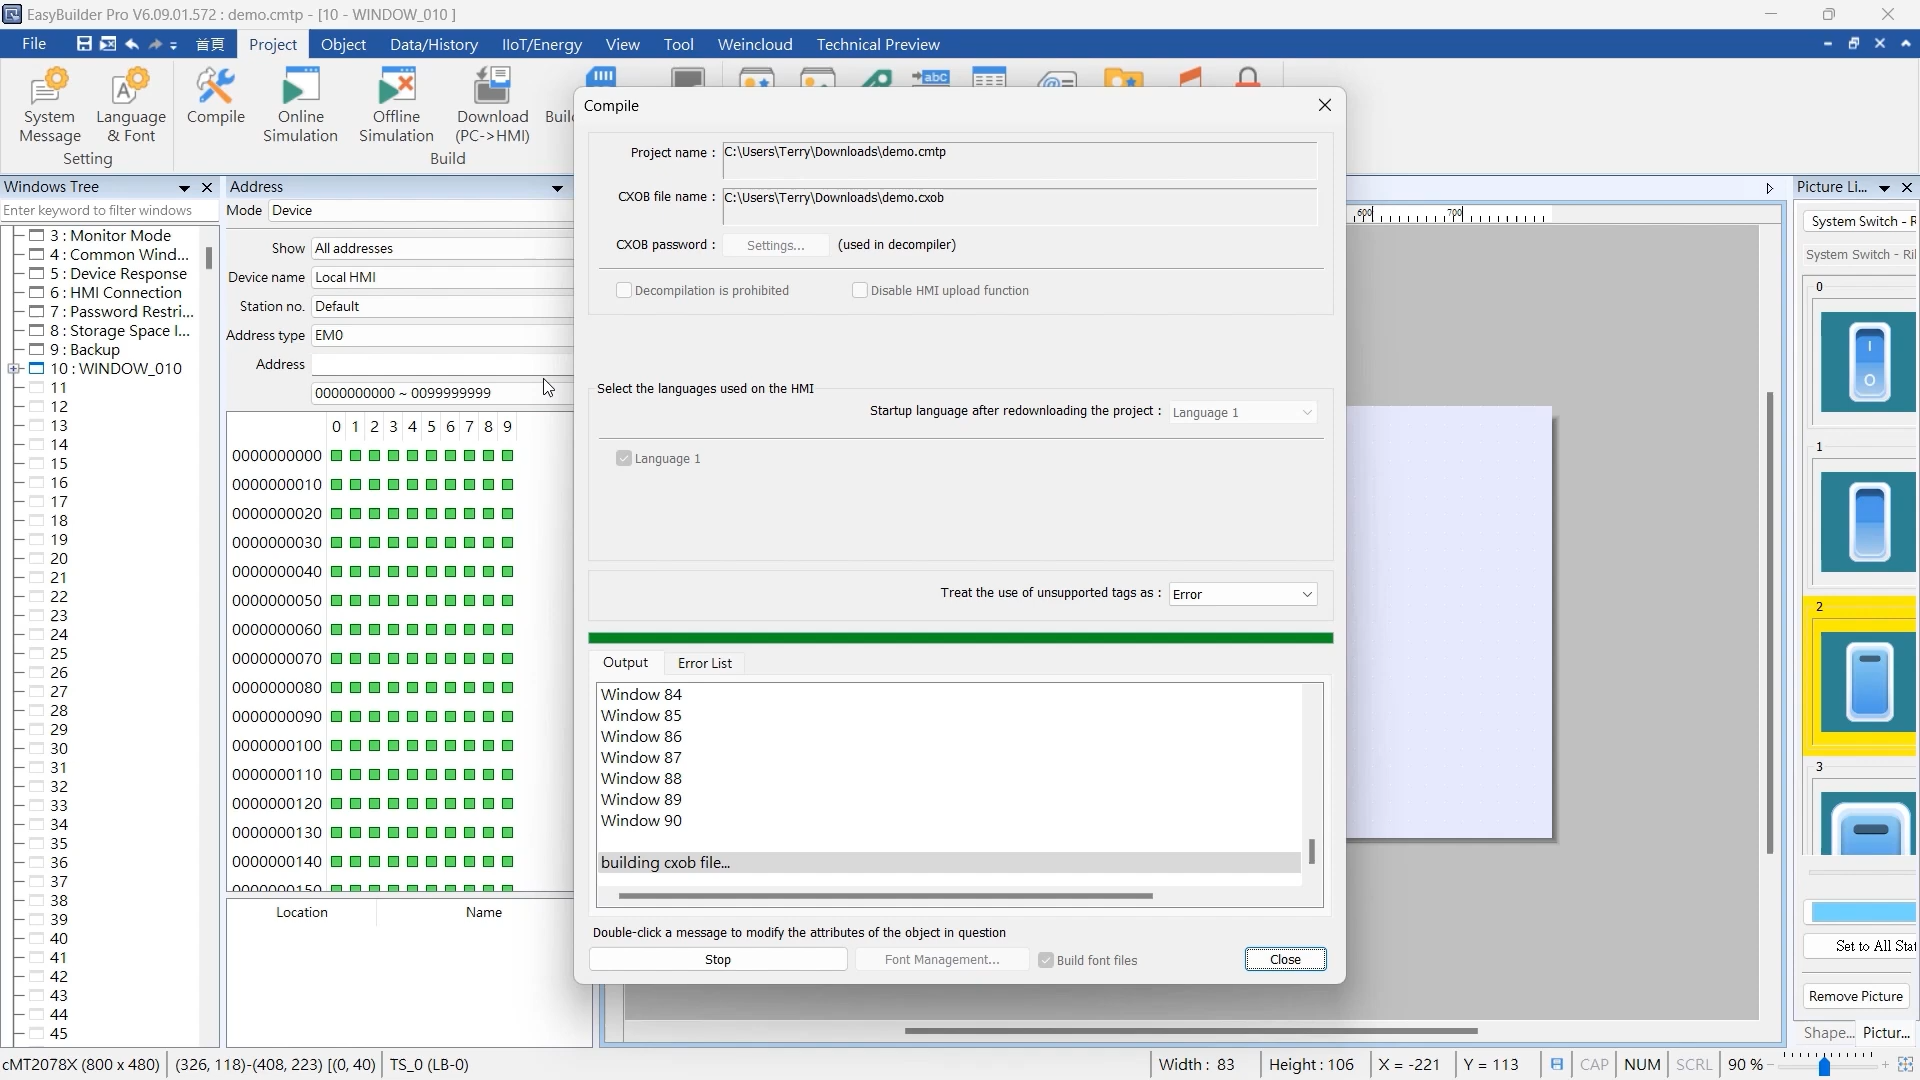 EasyBuilder Pro V6.09.01.572 : demo.cmtp - [10 - WINDOW_010 ]
File 首頁 Project Object Data/History IIoT/Energy View Tool Weincloud Technical Preview
System Message
Language & Font
Compile
Online Simulation
Offline Simulation
Download (PC->HMI)
Setting
Build
Windows Tree
Enter keyword to filter windows
3 : Monitor Mode
4 : Common Wind...
5 : Device Response
6 : HMI Connection
7 : Password Restri...
8 : Storage Space I...
9 : Backup
10 : WINDOW_010
11
12
13
14
15
16
17
18
19
20
21
22
23
24
25
26
27
28
29
30
31
32
33
34
35
36
37
38
39
40
41
42
43
44
45
Address
Mode Device
Show All addresses
Device name Local HMI
Station no. Default
Address type EM0
Address
0000000000 ~ 0099999999
0 1 2 3 4 5 6 7 8 9
0000000000
0000000010
0000000020
0000000030
0000000040
0000000050
0000000060
0000000070
0000000080
0000000090
0000000100
0000000110
0000000120
0000000130
0000000140
0000000150
Location Name
Compile
Project name : C:\Users\Terry\Downloads\demo.cmtp
CXOB file name : C:\Users\Terry\Downloads\demo.cxob
CXOB password : Settings... (used in decompiler)
Decompilation is prohibited Disable HMI upload function
Select the languages used on the HMI
Startup language after redownloading the project : Language 1
Language 1
Treat the use of unsupported tags as : Error
Output Error List
Window 84
Window 85
Window 86
Window 87
Window 88
Window 89
Window 90
building cxob file...
Double-click a message to modify the attributes of the object in question
Stop Font Management... Build font files Close
600 700
Picture Li...
System Switch - R
System Switch - Ri
0
1
2
3
Set to All Stat
Remove Picture
Shape... Pictur...
cMT2078X (800 x 480) (326, 118)-(408, 223) [(0, 40) TS_0 (LB-0) Width : 83 Height : 106 X = -221 Y = 113 CAP NUM SCRL 90 %